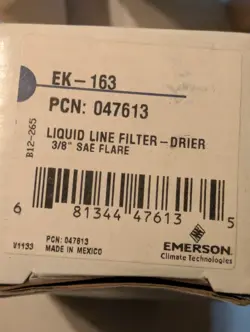 EK-163
PCN: 047613
LIQUID LINE FILTER-DRIER
3/8" SAE FLARE
B12-265
6 81344 47613 5
V1133
PCN: 047613
MADE IN MEXICO
EMERSON
Climate Technologies